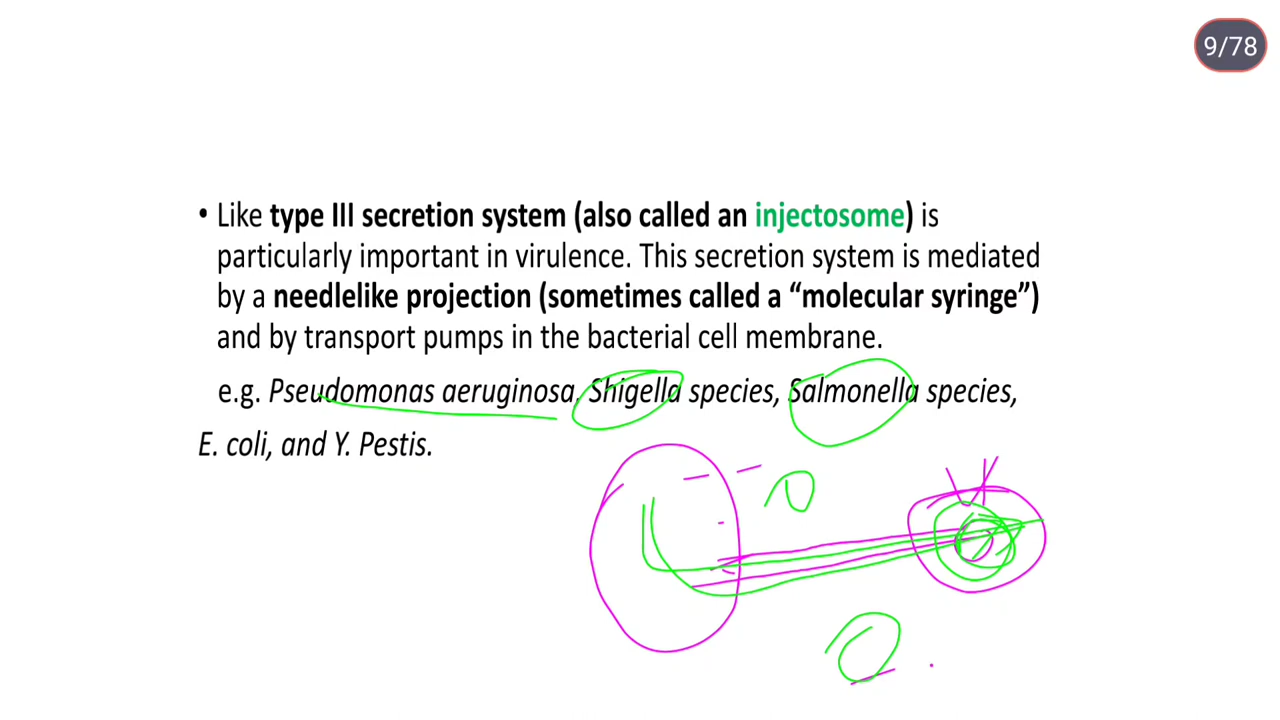 9/78
• Like type III secretion system (also called an injectosome) is
particularly important in virulence. This secretion system is mediated
by a needlelike projection (sometimes called a “molecular syringe”)
and by transport pumps in the bacterial cell membrane.
e.g. Pseudomonas aeruginosa, Shigella species, Salmonella species,
E. coli, and Y. Pestis.